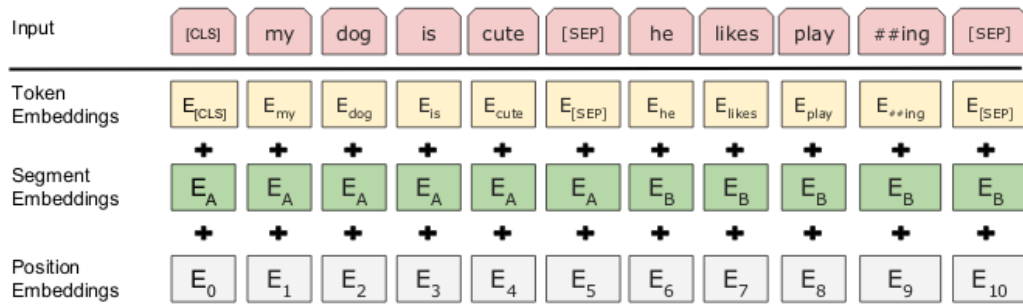 Input [CLS] my dog is cute [SEP] he likes play ##ing [SEP]
Token
Embeddings E[CLS] Emy Edog Eis Ecute E[SEP] Ehe Elikes Eplay E##ing E[SEP]
+ + + + + + + + + + +
Segment
Embeddings EA EA EA EA EA EA EB EB EB EB EB
+ + + + + + + + + + +
Position
Embeddings E0 E1 E2 E3 E4 E5 E6 E7 E8 E9 E10